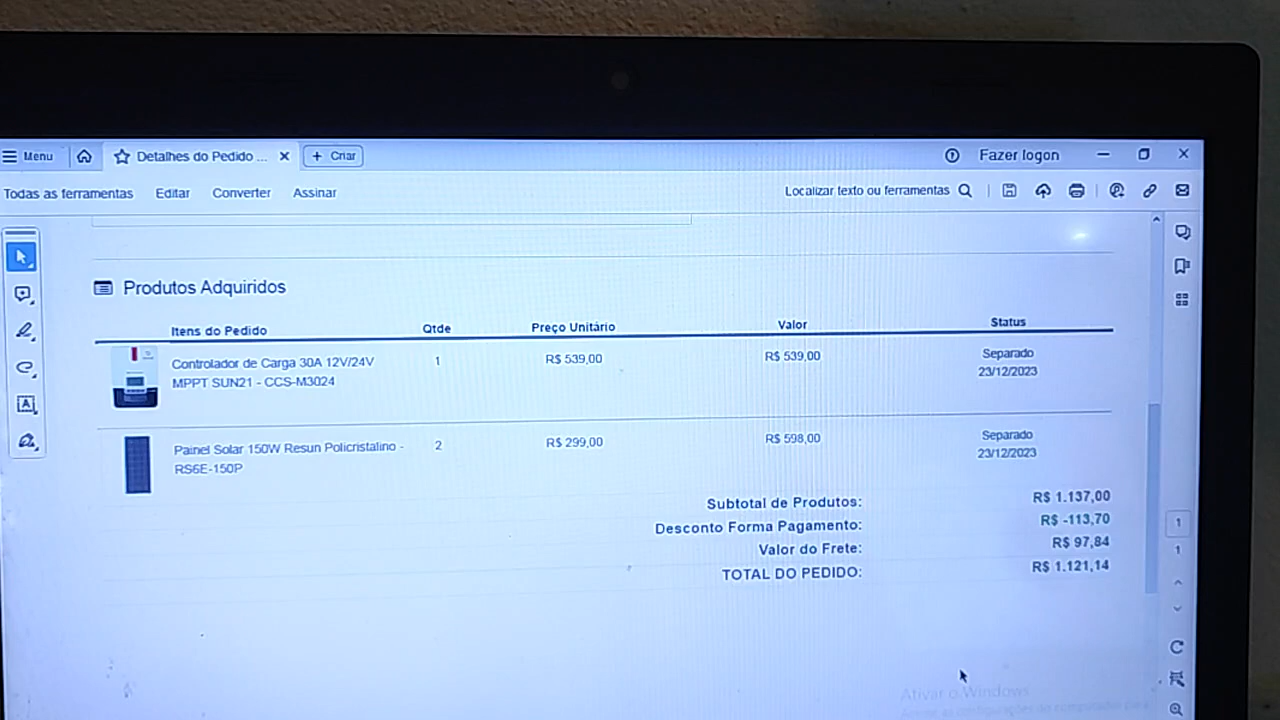 Menu
Detalhes do Pedido ...
+ Criar
Fazer logon
Todas as ferramentas
Editar
Converter
Assinar
Localizar texto ou ferramentas
Produtos Adquiridos
Itens do Pedido Qtde Preço Unitário Valor Status
Controlador de Carga 30A 12V/24V 1 R$ 539,00 R$ 539,00 Separado
MPPT SUN21 - CCS-M3024 23/12/2023
Painel Solar 150W Resun Policristalino - 2 R$ 299,00 R$ 598,00 Separado
RS6E-150P 23/12/2023
Subtotal de Produtos: R$ 1.137,00
Desconto Forma Pagamento: R$ -113,70
Valor do Frete: R$ 97,84
TOTAL DO PEDIDO: R$ 1.121,14
1
1
Ativar o Windows